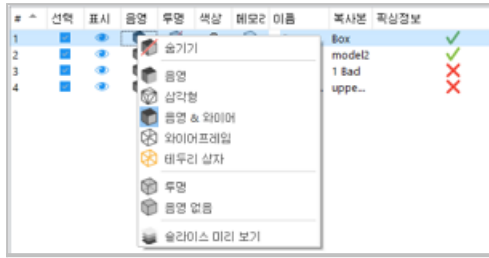 # 선택 표시 음영 투명 색상 메모리 이름 복사본 픽싱정보
1 Box
2 model2
3 1 Bad
4 uppe...
숨기기
음영
삼각형
음영 & 와이어
와이어프레임
테두리 상자
투명
음영 없음
슬라이스 미리 보기